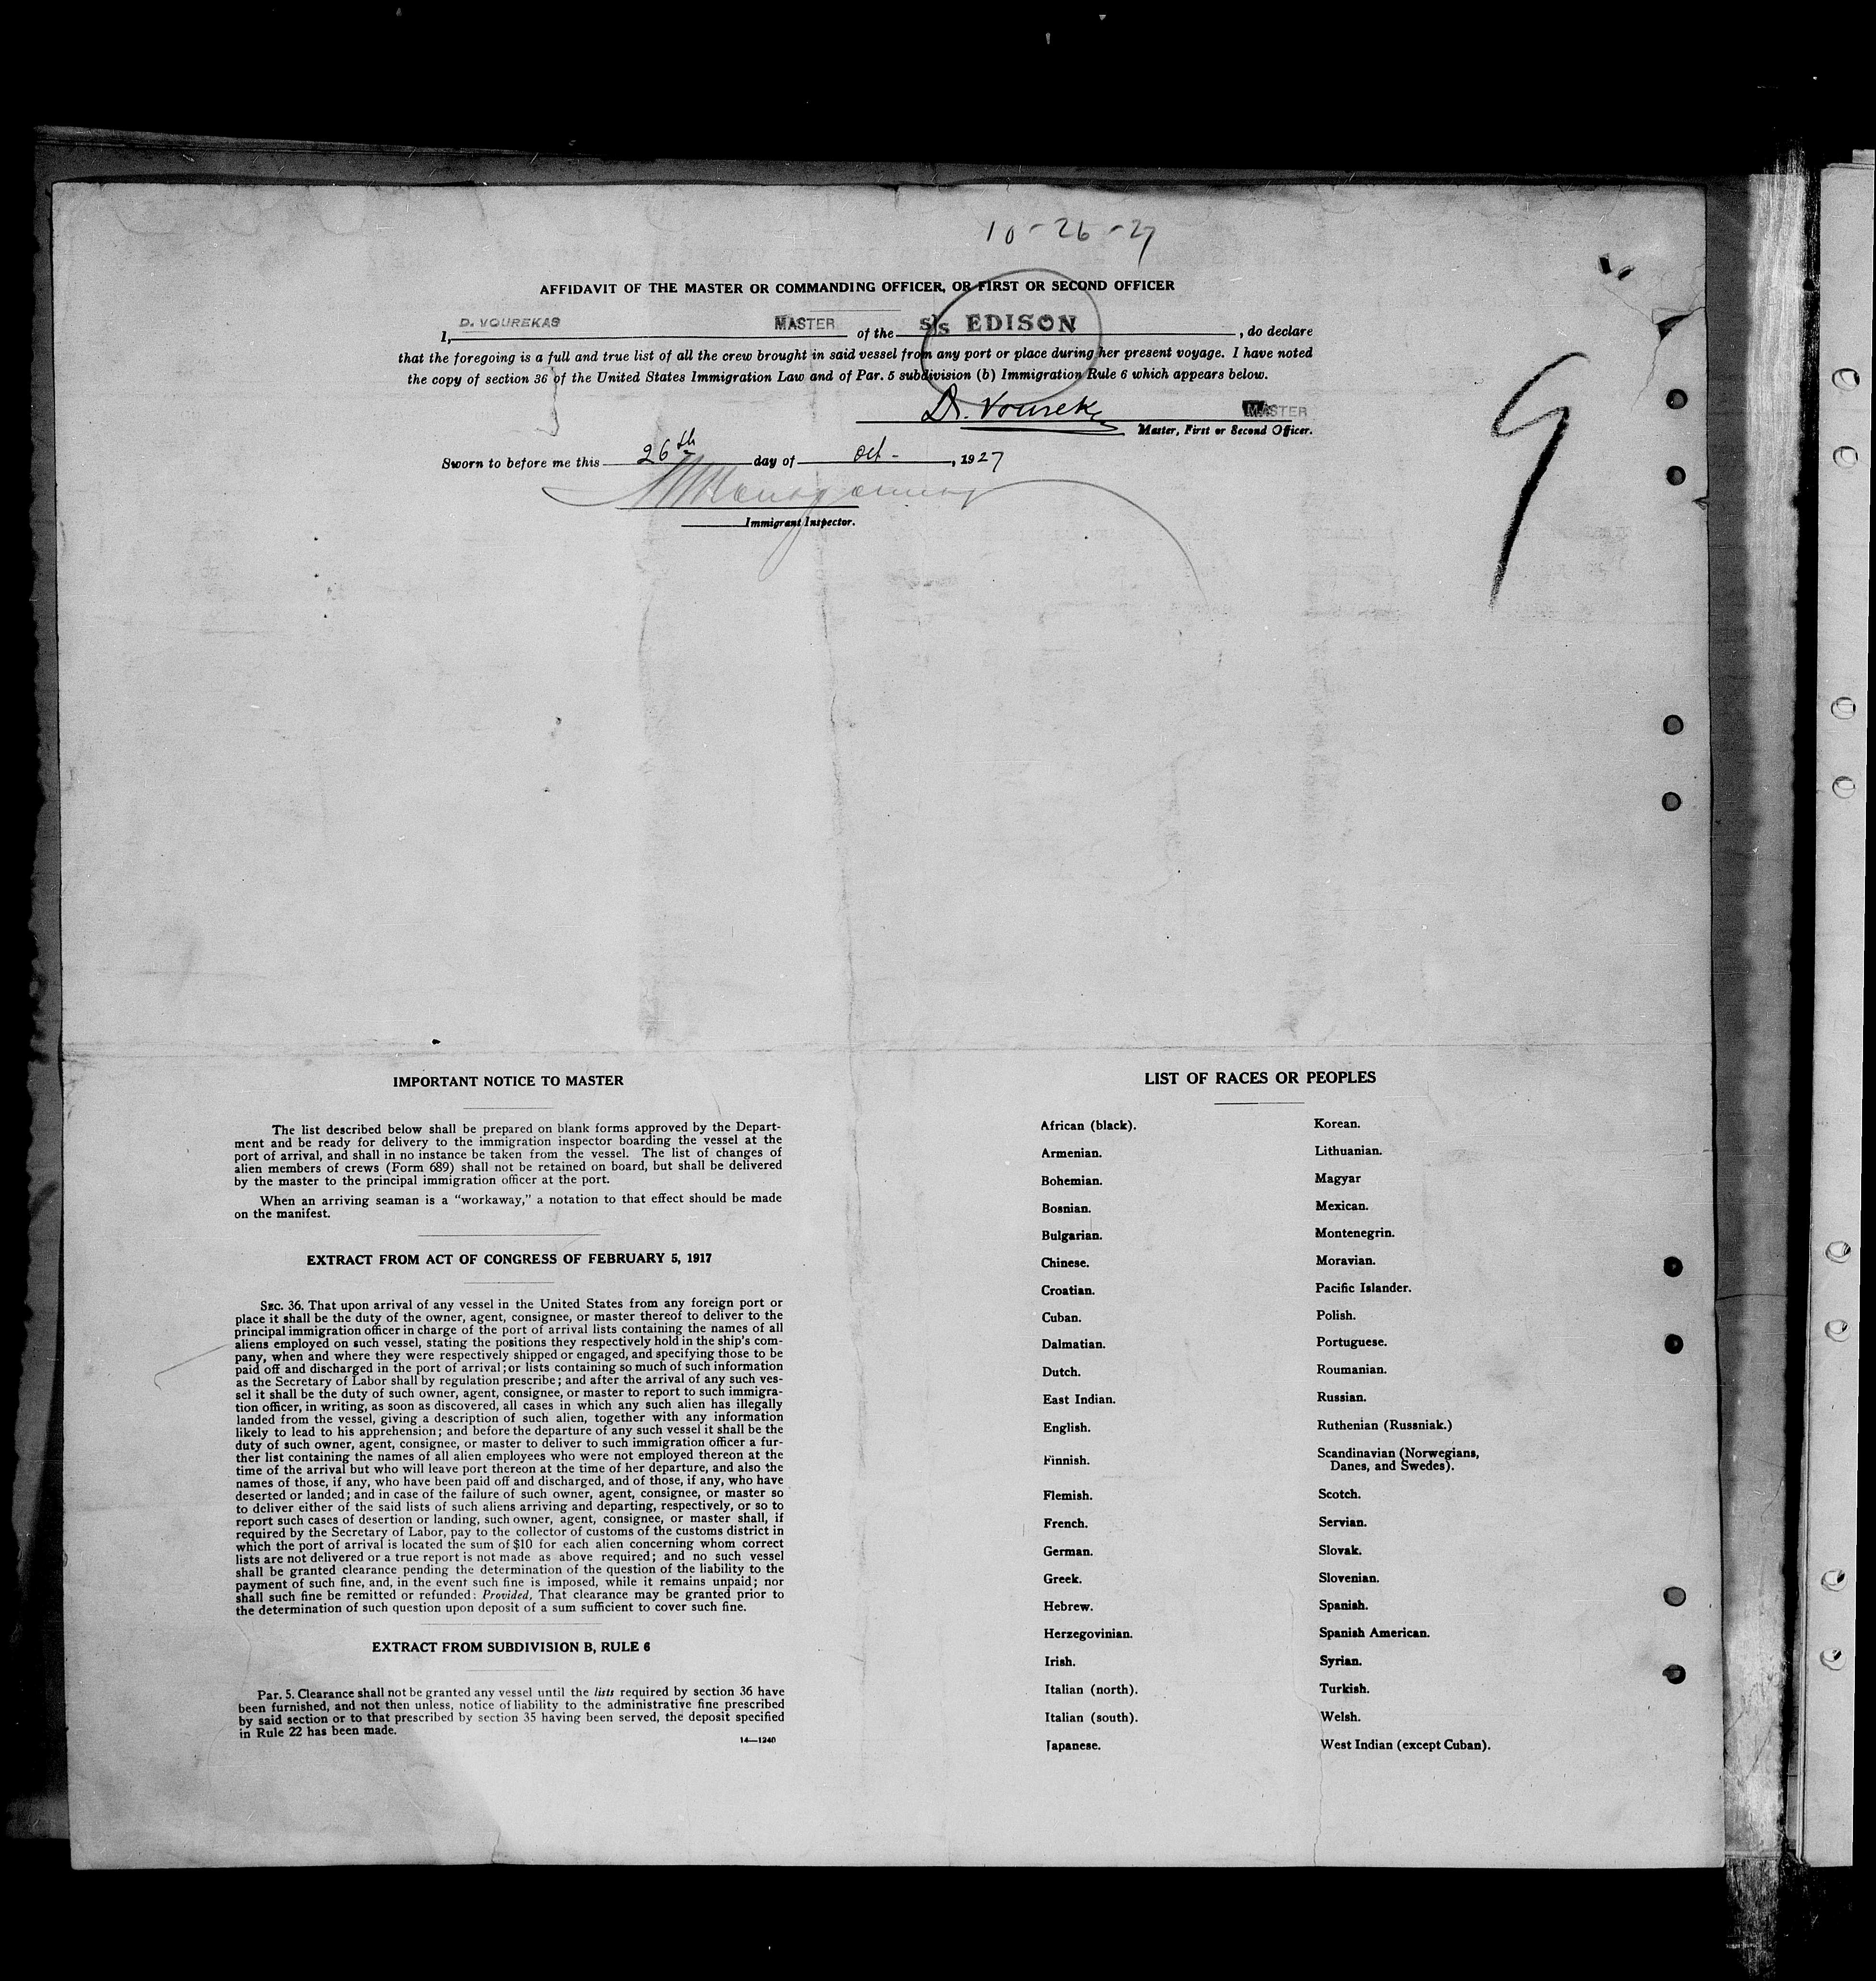 10-26-27
AFFIDAVIT OF THE MASTER OR COMMANDING OFFICER, OR FIRST OR SECOND OFFICER
I, D. VOUREKAS MASTER of the S/S EDISON, do declare
that the foregoing is a full and true list of all the crew brought in said vessel from any port or place during her present voyage. I have noted
the copy of section 36 of the United States Immigration Law and of Par. 5 subdivision (b) Immigration Rule 6 which appears below.
D. Vourekas MASTER
Master, First or Second Officer.
Sworn to before me this 26th day of Oct - , 1927
Montgomery
Immigrant Inspector.
9
IMPORTANT NOTICE TO MASTER
The list described below shall be prepared on blank forms approved by the Depart-
ment and be ready for delivery to the immigration inspector boarding the vessel at the
port of arrival, and shall in no instance be taken from the vessel. The list of changes of
alien members of crews (Form 689) shall not be retained on board, but shall be delivered
by the master to the principal immigration officer at the port.
When an arriving seaman is a "workaway," a notation to that effect should be made
on the manifest.
EXTRACT FROM ACT OF CONGRESS OF FEBRUARY 5, 1917
SEC. 36. That upon arrival of any vessel in the United States from any foreign port or
place it shall be the duty of the owner, agent, consignee, or master thereof to deliver to the
principal immigration officer in charge of the port of arrival lists containing the names of all
aliens employed on such vessel, stating the positions they respectively hold in the ship's com-
pany, when and where they were respectively shipped or engaged, and specifying those to be
paid off and discharged in the port of arrival; or lists containing so much of such information
as the Secretary of Labor shall by regulation prescribe; and after the arrival of any such ves-
sel it shall be the duty of such owner, agent, consignee, or master to report to such immigra-
tion officer, in writing, as soon as discovered, all cases in which any such alien has illegally
landed from the vessel, giving a description of such alien, together with any information
likely to lead to his apprehension; and before the departure of any such vessel it shall be the
duty of such owner, agent, consignee, or master to deliver to such immigration officer a fur-
ther list containing the names of all alien employees who were not employed thereon at the
time of the arrival but who will leave port thereon at the time of her departure, and also the
names of those, if any, who have been paid off and discharged, and of those, if any, who have
deserted or landed; and in case of the failure of such owner, agent, consignee, or master so
to deliver either of the said lists of such aliens arriving and departing, respectively, or so to
report such cases of desertion or landing, such owner, agent, consignee, or master shall, if
required by the Secretary of Labor, pay to the collector of customs of the customs district in
which the port of arrival is located the sum of $10 for each alien concerning whom correct
lists are not delivered or a true report is not made as above required; and no such vessel
shall be granted clearance pending the determination of the question of the liability to the
payment of such fine, and, in the event such fine is imposed, while it remains unpaid; nor
shall such fine be remitted or refunded: Provided, That clearance may be granted prior to
the determination of such question upon deposit of a sum sufficient to cover such fine.
EXTRACT FROM SUBDIVISION B, RULE 6
Par. 5. Clearance shall not be granted any vessel until the lists required by section 36 have
been furnished, and not then unless, notice of liability to the administrative fine prescribed
by said section or to that prescribed by section 35 having been served, the deposit specified
in Rule 22 has been made.
14—1240
LIST OF RACES OR PEOPLES
African (black).
Armenian.
Bohemian.
Bosnian.
Bulgarian.
Chinese.
Croatian.
Cuban.
Dalmatian.
Dutch.
East Indian.
English.
Finnish.
Flemish.
French.
German.
Greek.
Hebrew.
Herzegovinian.
Irish.
Italian (north).
Italian (south).
Japanese.
Korean.
Lithuanian.
Magyar
Mexican.
Montenegrin.
Moravian.
Pacific Islander.
Polish.
Portuguese.
Roumanian.
Russian.
Ruthenian (Russniak.)
Scandinavian (Norwegians,
Danes, and Swedes).
Scotch.
Servian.
Slovak.
Slovenian.
Spanish.
Spanish American.
Syrian.
Turkish.
Welsh.
West Indian (except Cuban).